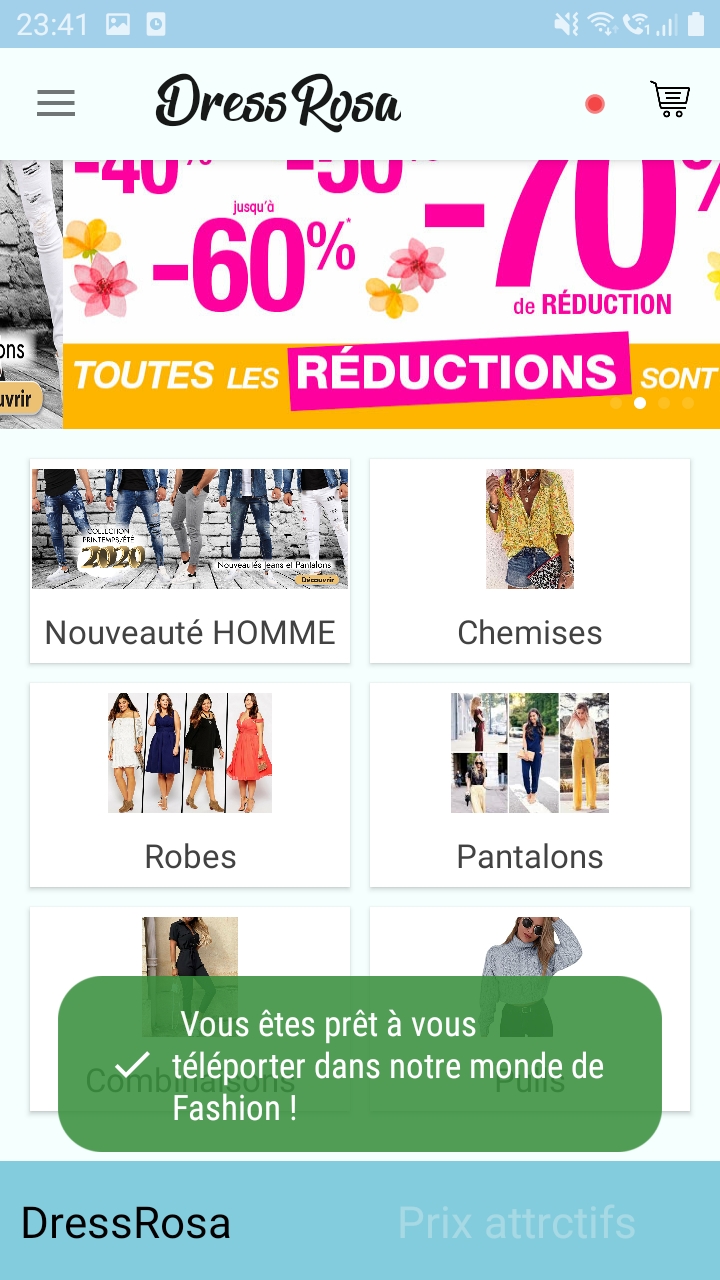 23:41
Dress Rosa
-40%
-50%
-70%
jusqu'à
-60%*
de RÉDUCTION
ons
uvrir
TOUTES LES RÉDUCTIONS SONT
COLLECTION
PRINTEMPS/ÉTÉ
2020
Nouveautés Jeans et Pantalons
Découvrir
Nouveauté HOMME
Chemises
Robes
Pantalons
Combinaisons
Pulls
Vous êtes prêt à vous
téléporter dans notre monde de
Fashion !
DressRosa
Prix attrctifs